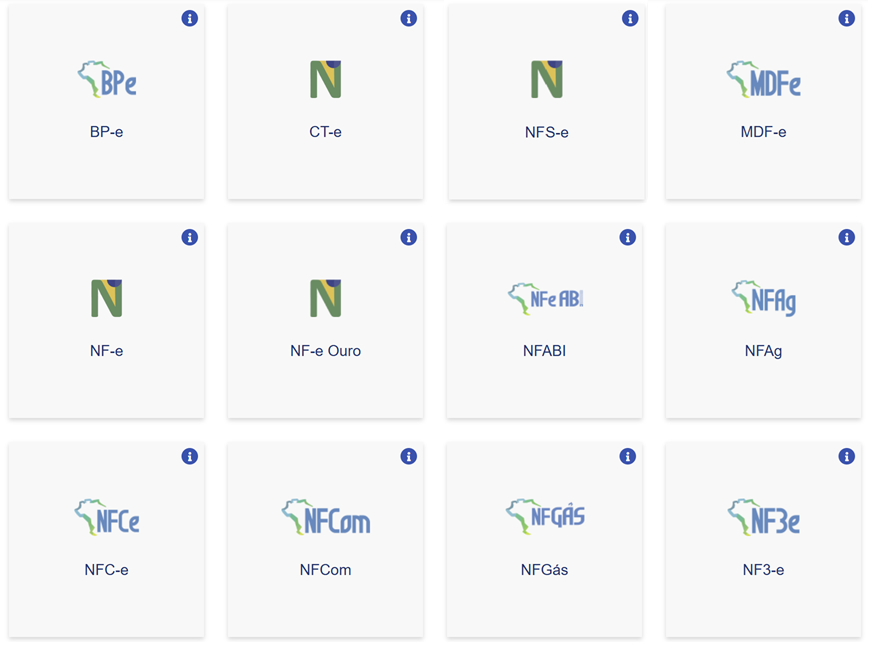 BPe
BP-e
N
CT-e
N
NFS-e
MDFe
MDF-e
N
NF-e
N
NF-e Ouro
NFe ABI
NFABI
NFAg
NFAg
NFCe
NFC-e
NFCom
NFCom
NFGÁS
NFGás
NF3e
NF3-e